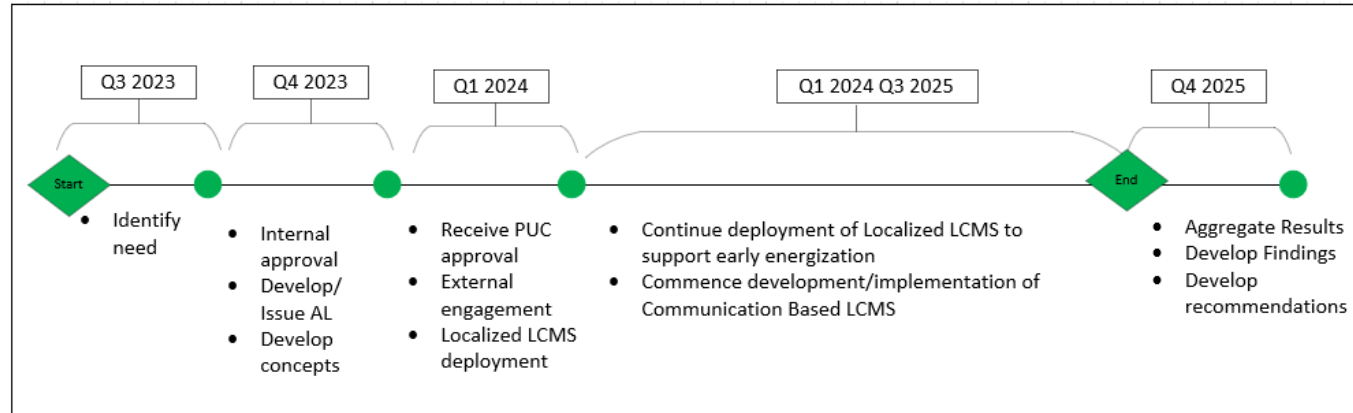 Q3 2023
Q4 2023
Q1 2024
Q1 2024 Q3 2025
Q4 2025
Start
End
• Identify
need
• Internal
approval
• Develop/
Issue AL
• Develop
concepts
• Receive PUC
approval
• External
engagement
• Localized LCMS
deployment
• Continue deployment of Localized LCMS to
support early energization
• Commence development/implementation of
Communication Based LCMS
• Aggregate Results
• Develop Findings
• Develop
recommendations